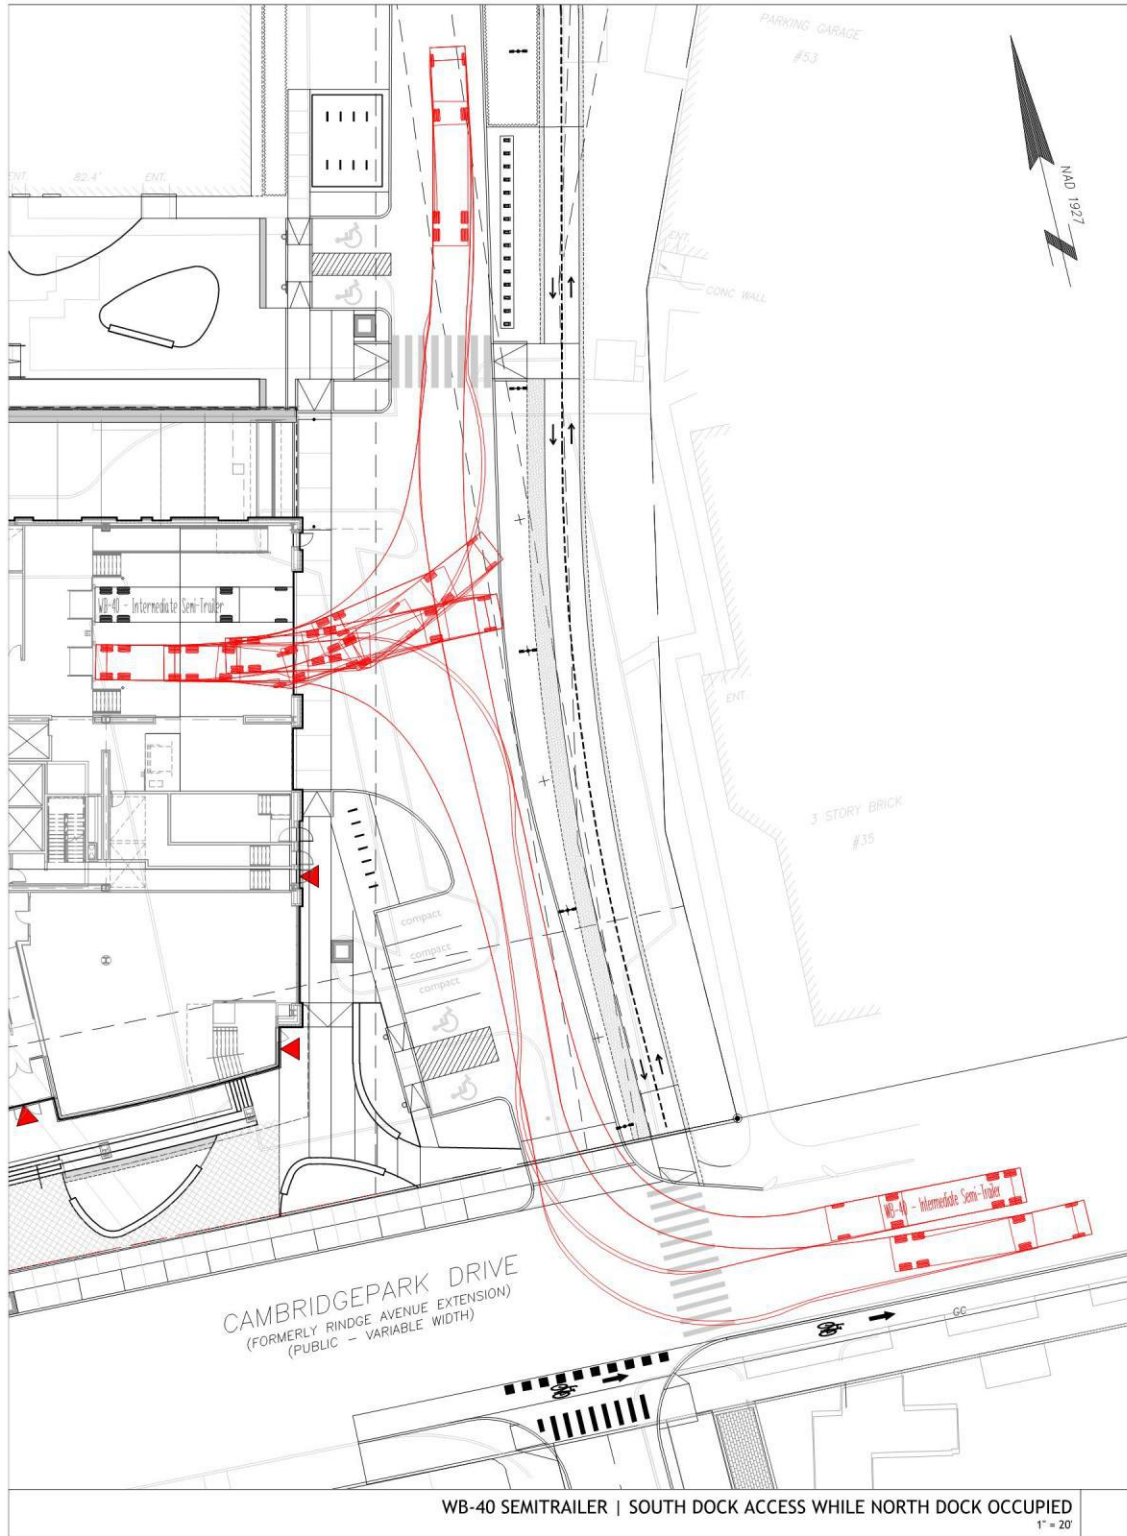 PARKING GARAGE
#53
NAD 1927
ENT.
82.4'
ENT.
ENT.
CONC WALL
WB-40 - Intermediate Semi-Trailer
ENT.
3 STORY BRICK
#35
compact
compact
compact
WB-40 - Intermediate Semi-Trailer
CAMBRIDGEPARK DRIVE
(FORMERLY RINDGE AVENUE EXTENSION)
(PUBLIC - VARIABLE WIDTH)
GC
WB-40 SEMITRAILER | SOUTH DOCK ACCESS WHILE NORTH DOCK OCCUPIED
1" = 20'